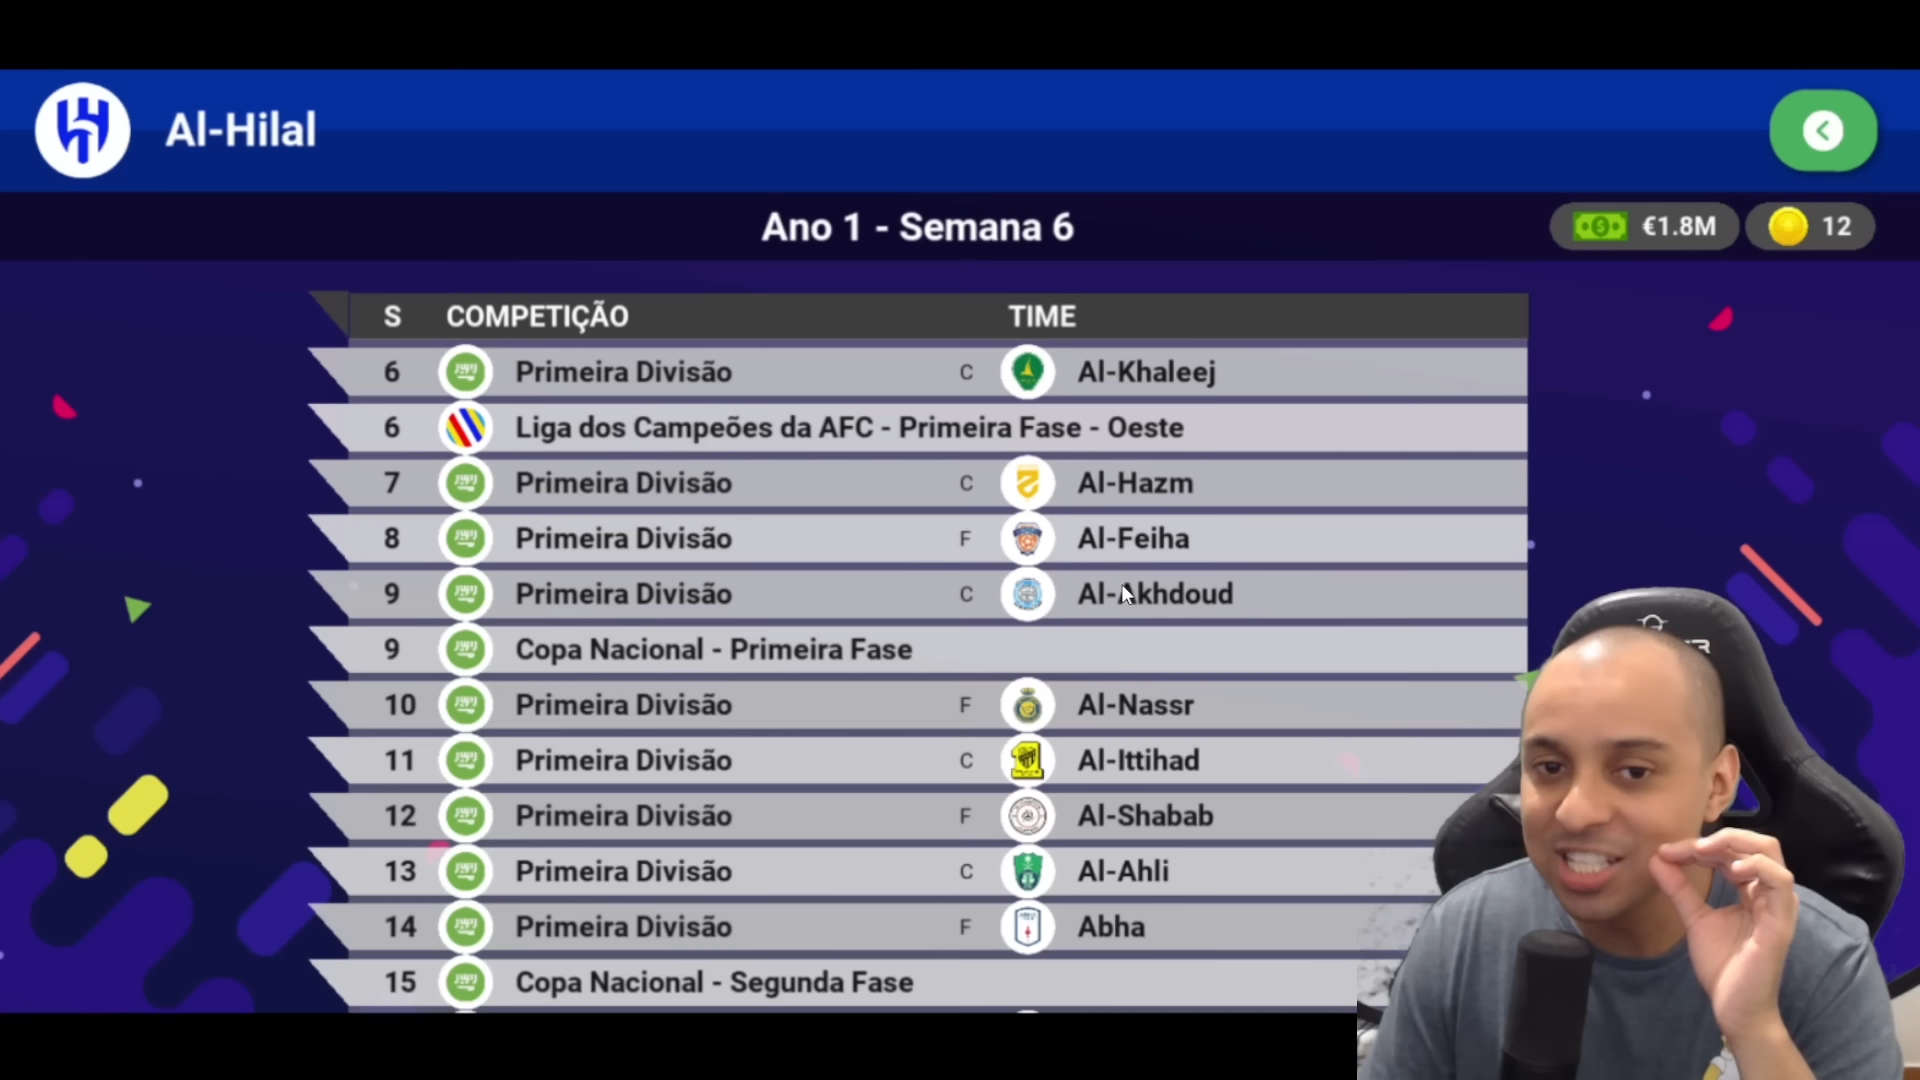 Al-Hilal
Ano 1 - Semana 6
€1.8M
12
S COMPETIÇÃO TIME
6 Primeira Divisão C Al-Khaleej
6 Liga dos Campeões da AFC - Primeira Fase - Oeste
7 Primeira Divisão C Al-Hazm
8 Primeira Divisão F Al-Feiha
9 Primeira Divisão C Al-Akhdoud
9 Copa Nacional - Primeira Fase
10 Primeira Divisão F Al-Nassr
11 Primeira Divisão C Al-Ittihad
12 Primeira Divisão F Al-Shabab
13 Primeira Divisão C Al-Ahli
14 Primeira Divisão F Abha
15 Copa Nacional - Segunda Fase